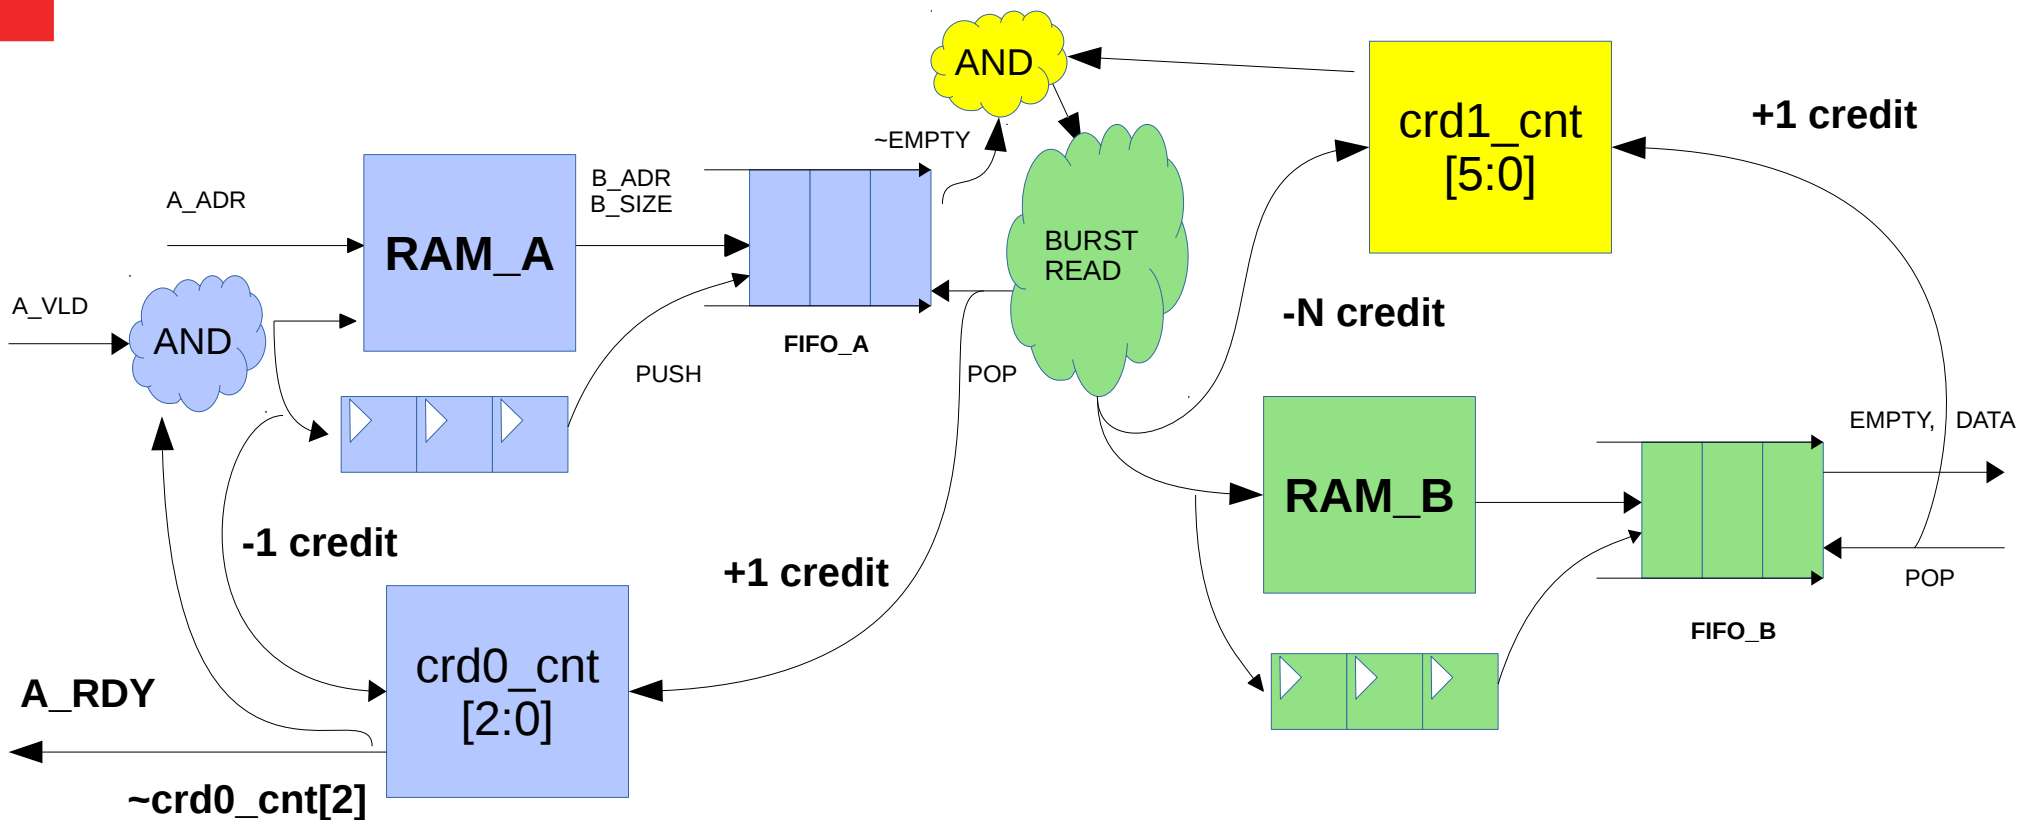 AND
crd1_cnt
[5:0]
+1 credit
~EMPTY
A_ADR
RAM_A
B_ADR
B_SIZE
BURST
READ
A_VLD
AND
-N credit
FIFO_A
PUSH
POP
EMPTY, DATA
RAM_B
-1 credit
+1 credit
POP
FIFO_B
crd0_cnt
[2:0]
A_RDY
~crd0_cnt[2]